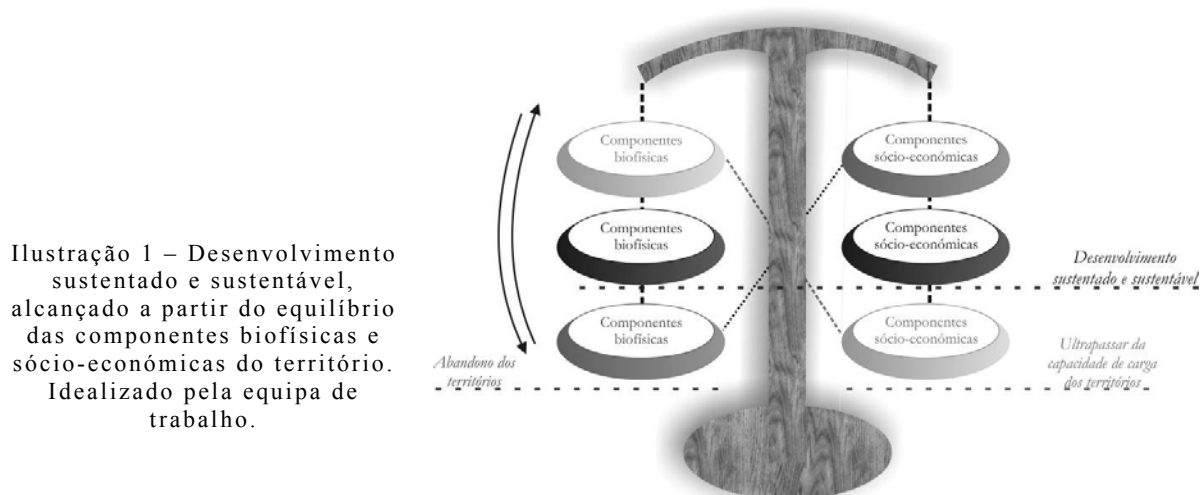 Ilustração 1 – Desenvolvimento
sustentado e sustentável,
alcançado a partir do equilíbrio
das componentes biofísicas e
sócio-económicas do território.
Idealizado pela equipa de
trabalho.
Componentes
biofísicas
Componentes
sócio-económicas
Componentes
biofísicas
Componentes
sócio-económicas
Desenvolvimento
sustentado e sustentável
Componentes
biofísicas
Componentes
sócio-económicas
Abandono dos
territórios
Ultrapassar da
capacidade de carga
dos territórios